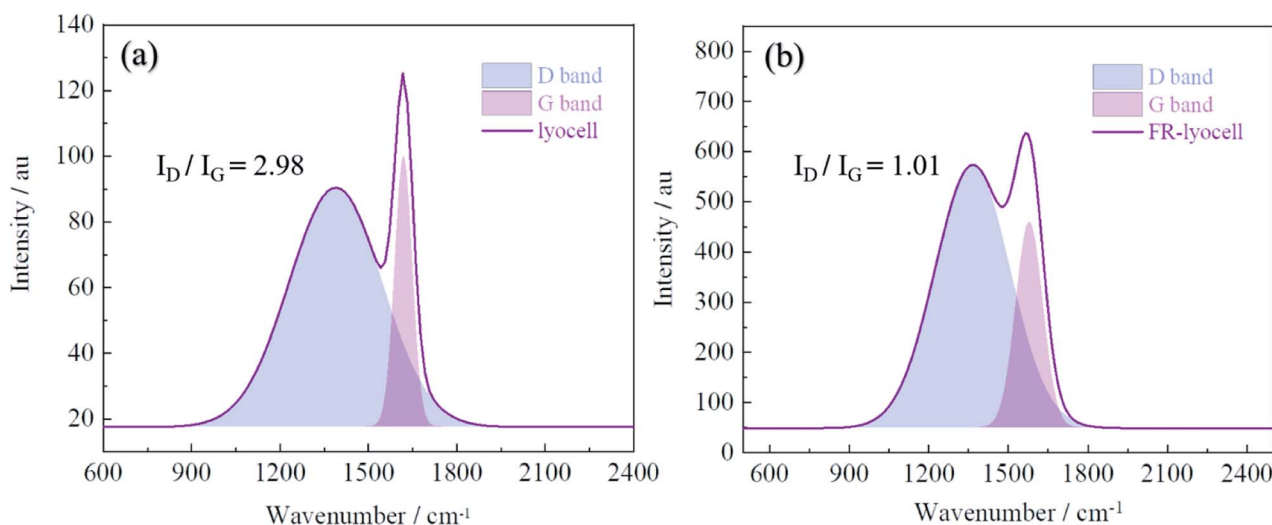 (a)
140
120
100
80
60
40
20
Intensity / au
D band
G band
lyocell
I_D / I_G = 2.98
600 900 1200 1500 1800 2100 2400
Wavenumber / cm⁻¹
(b)
800
700
600
500
400
300
200
100
0
Intensity / au
D band
G band
FR-lyocell
I_D / I_G = 1.01
600 900 1200 1500 1800 2100 2400
Wavenumber / cm⁻¹